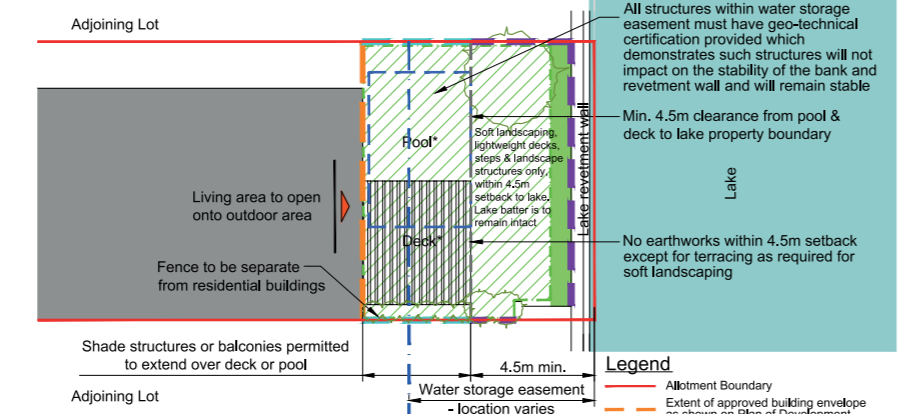 Adjoining Lot
All structures within water storage
easement must have geo-technical
certification provided which
demonstrates such structures will not
impact on the stability of the bank and
revetment wall and will remain stable
Min. 4.5m clearance from pool &
deck to lake property boundary
Pool*
Soft landscaping,
lightweight decks,
steps & landscape
structures only,
within 4.5m
setback to lake.
Lake batter is to
remain intact
Lake revetment wall
Lake
Living area to open
onto outdoor area
Deck*
No earthworks within 4.5m setback
except for terracing as required for
soft landscaping
Fence to be separate
from residential buildings
Shade structures or balconies permitted
to extend over deck or pool
4.5m min.
Water storage easement
- location varies
Adjoining Lot
Legend
Allotment Boundary
Extent of approved building envelope
as shown on Plan of Development